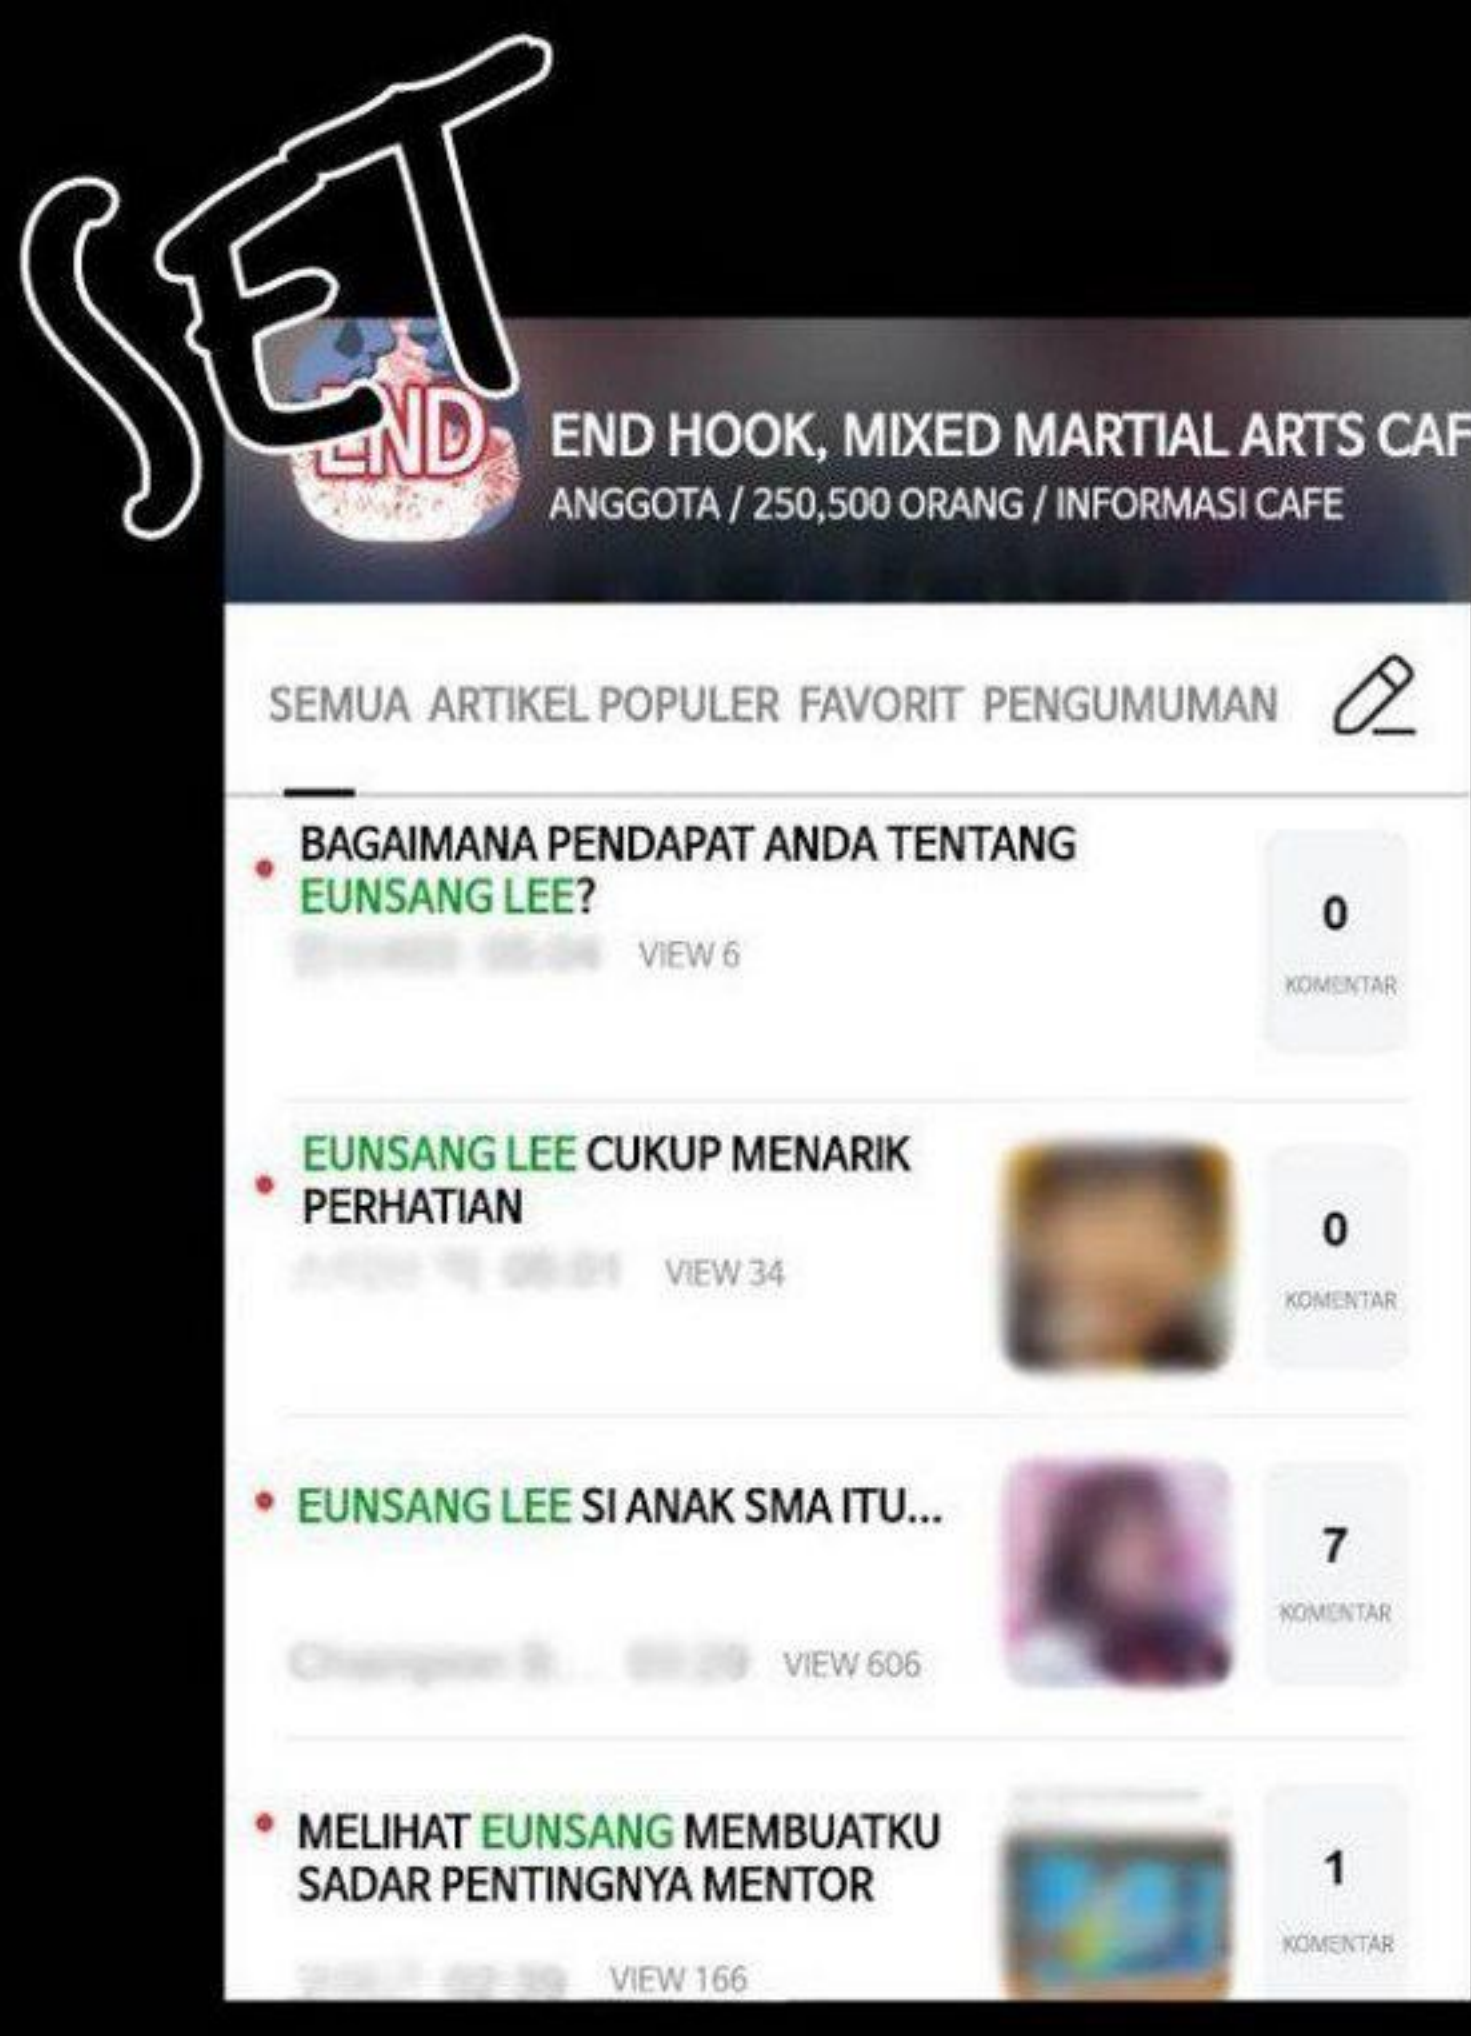 SET
END
END HOOK, MIXED MARTIAL ARTS CAF
ANGGOTA / 250,500 ORANG / INFORMASI CAFE
SEMUA ARTIKEL POPULER FAVORIT PENGUMUMAN
BAGAIMANA PENDAPAT ANDA TENTANG
EUNSANG LEE?
VIEW 6
0
KOMENTAR
EUNSANG LEE CUKUP MENARIK
PERHATIAN
VIEW 34
0
KOMENTAR
EUNSANG LEE SI ANAK SMA ITU...
VIEW 606
7
KOMENTAR
MELIHAT EUNSANG MEMBUATKU
SADAR PENTINGNYA MENTOR
VIEW 166
1
KOMENTAR